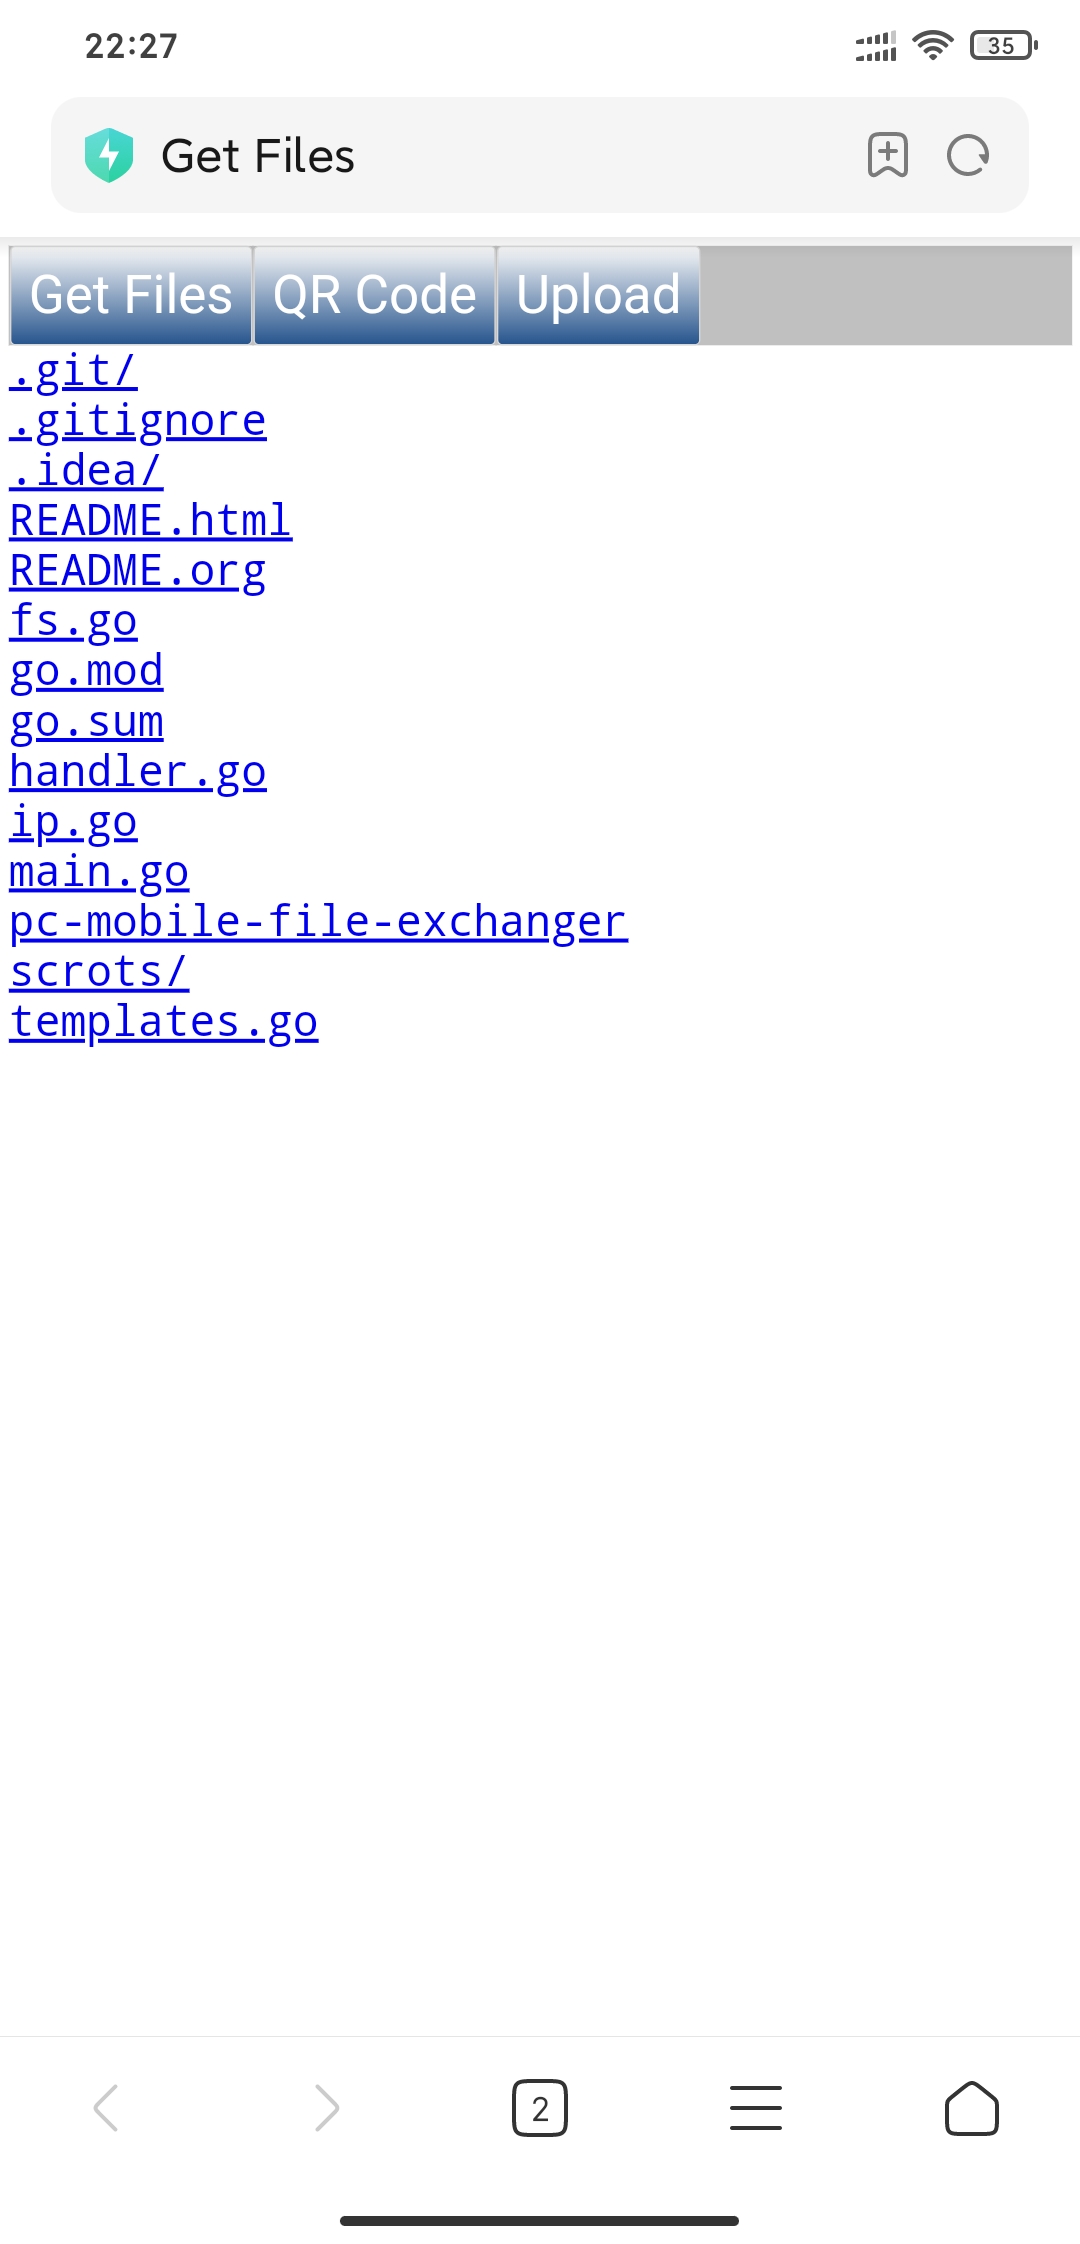 22:27
35
Get Files
Get Files QR Code Upload
.git/
.gitignore
.idea/
README.html
README.org
fs.go
go.mod
go.sum
handler.go
ip.go
main.go
pc-mobile-file-exchanger
scrots/
templates.go
2